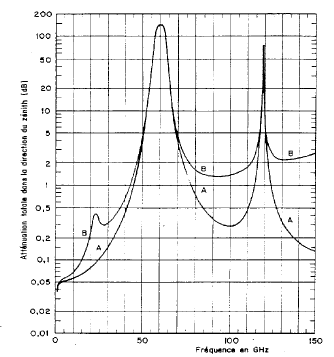 200
100
50
20
10
5
2
1
0,5
0,2
0,1
0,05
0,02
0,01
Atténuation totale dans la direction du zénith (dB)
B
A
B
A
B
A
0
50
100
150
Fréquence en GHz